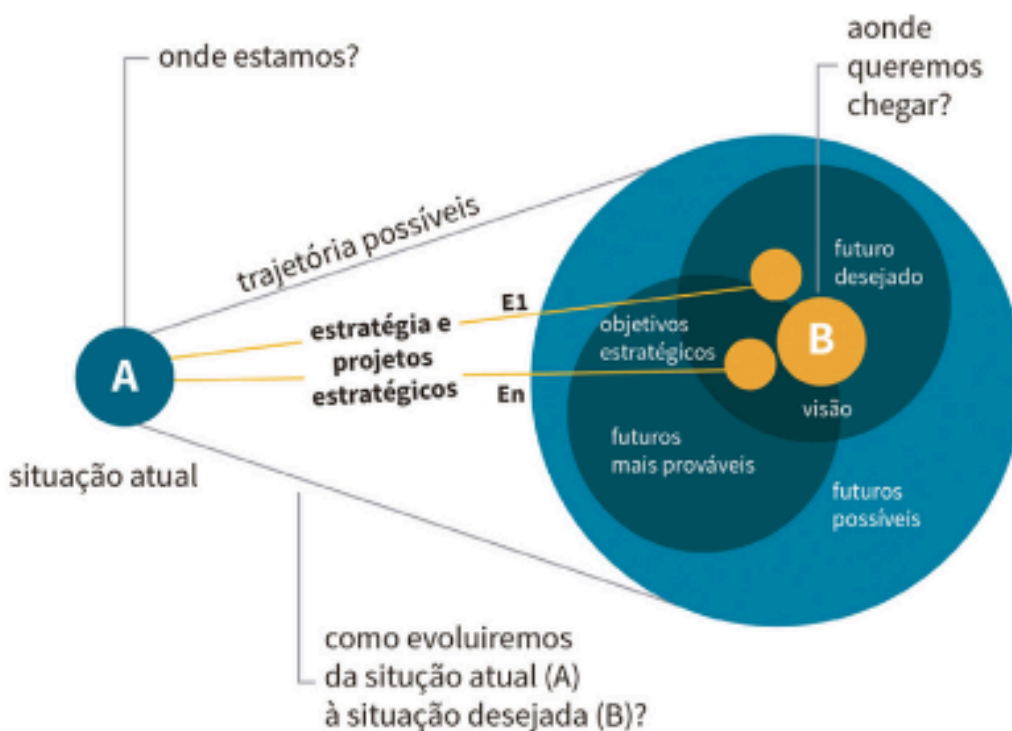 onde estamos?
aonde
queremos
chegar?
trajetória possíveis
futuro
desejado
E1
estratégia e
projetos
estratégicos
objetivos
estratégicos
A
B
En
visão
futuros
mais prováveis
situação atual
futuros
possíveis
como evoluiremos
da situção atual (A)
à situação desejada (B)?